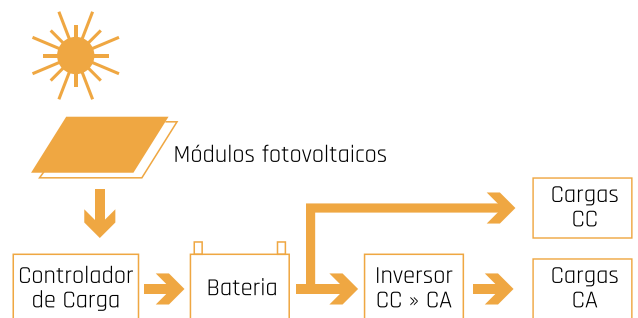 Módulos fotovoltaicos
Cargas
CC
Controlador
de Carga
Bateria
Inversor
CC » CA
Cargas
CA